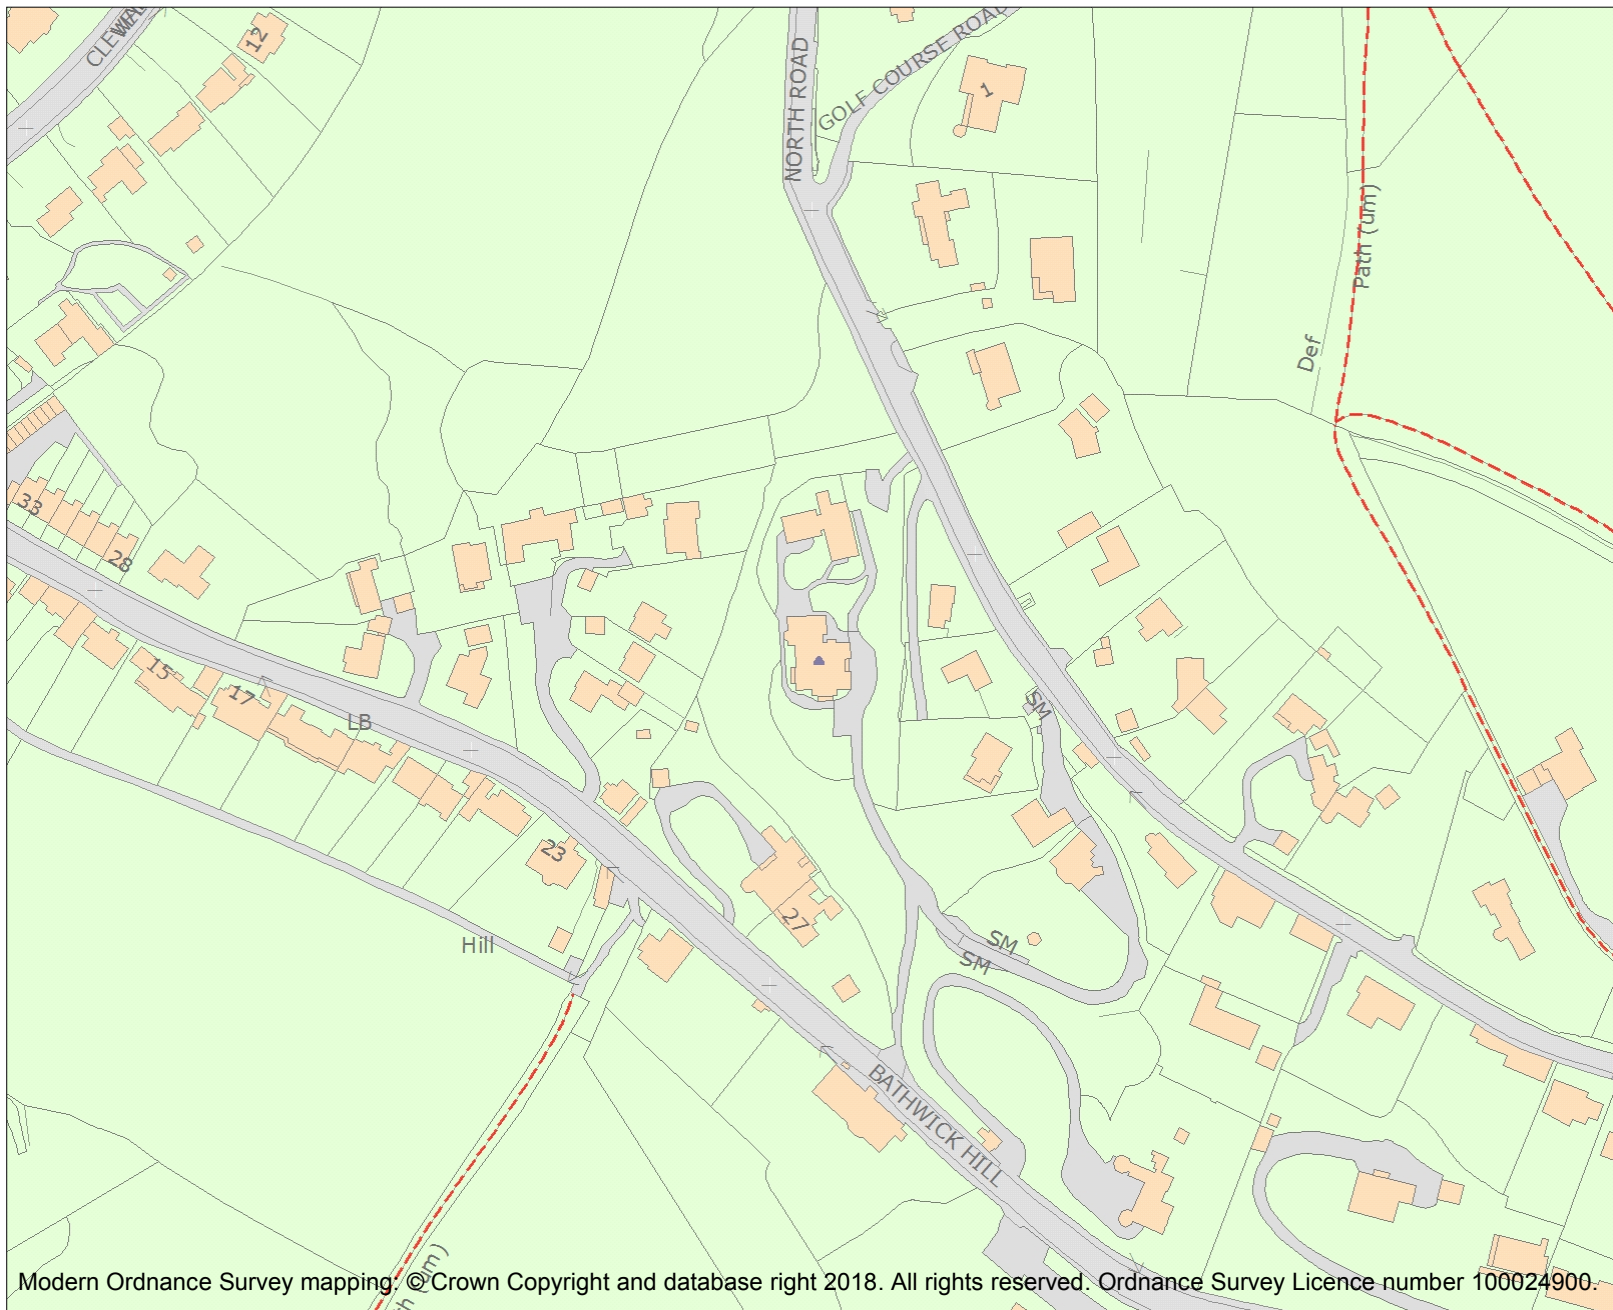 12
NORTH ROAD
GOLF COURSE ROAD
1
Path (um)
Def
33
28
15
17
LB
SM
23
27
Hill
SM
SM
BATHWICK HILL
Modern Ordnance Survey mapping: © Crown Copyright and database right 2018. All rights reserved. Ordnance Survey Licence number 100024900.